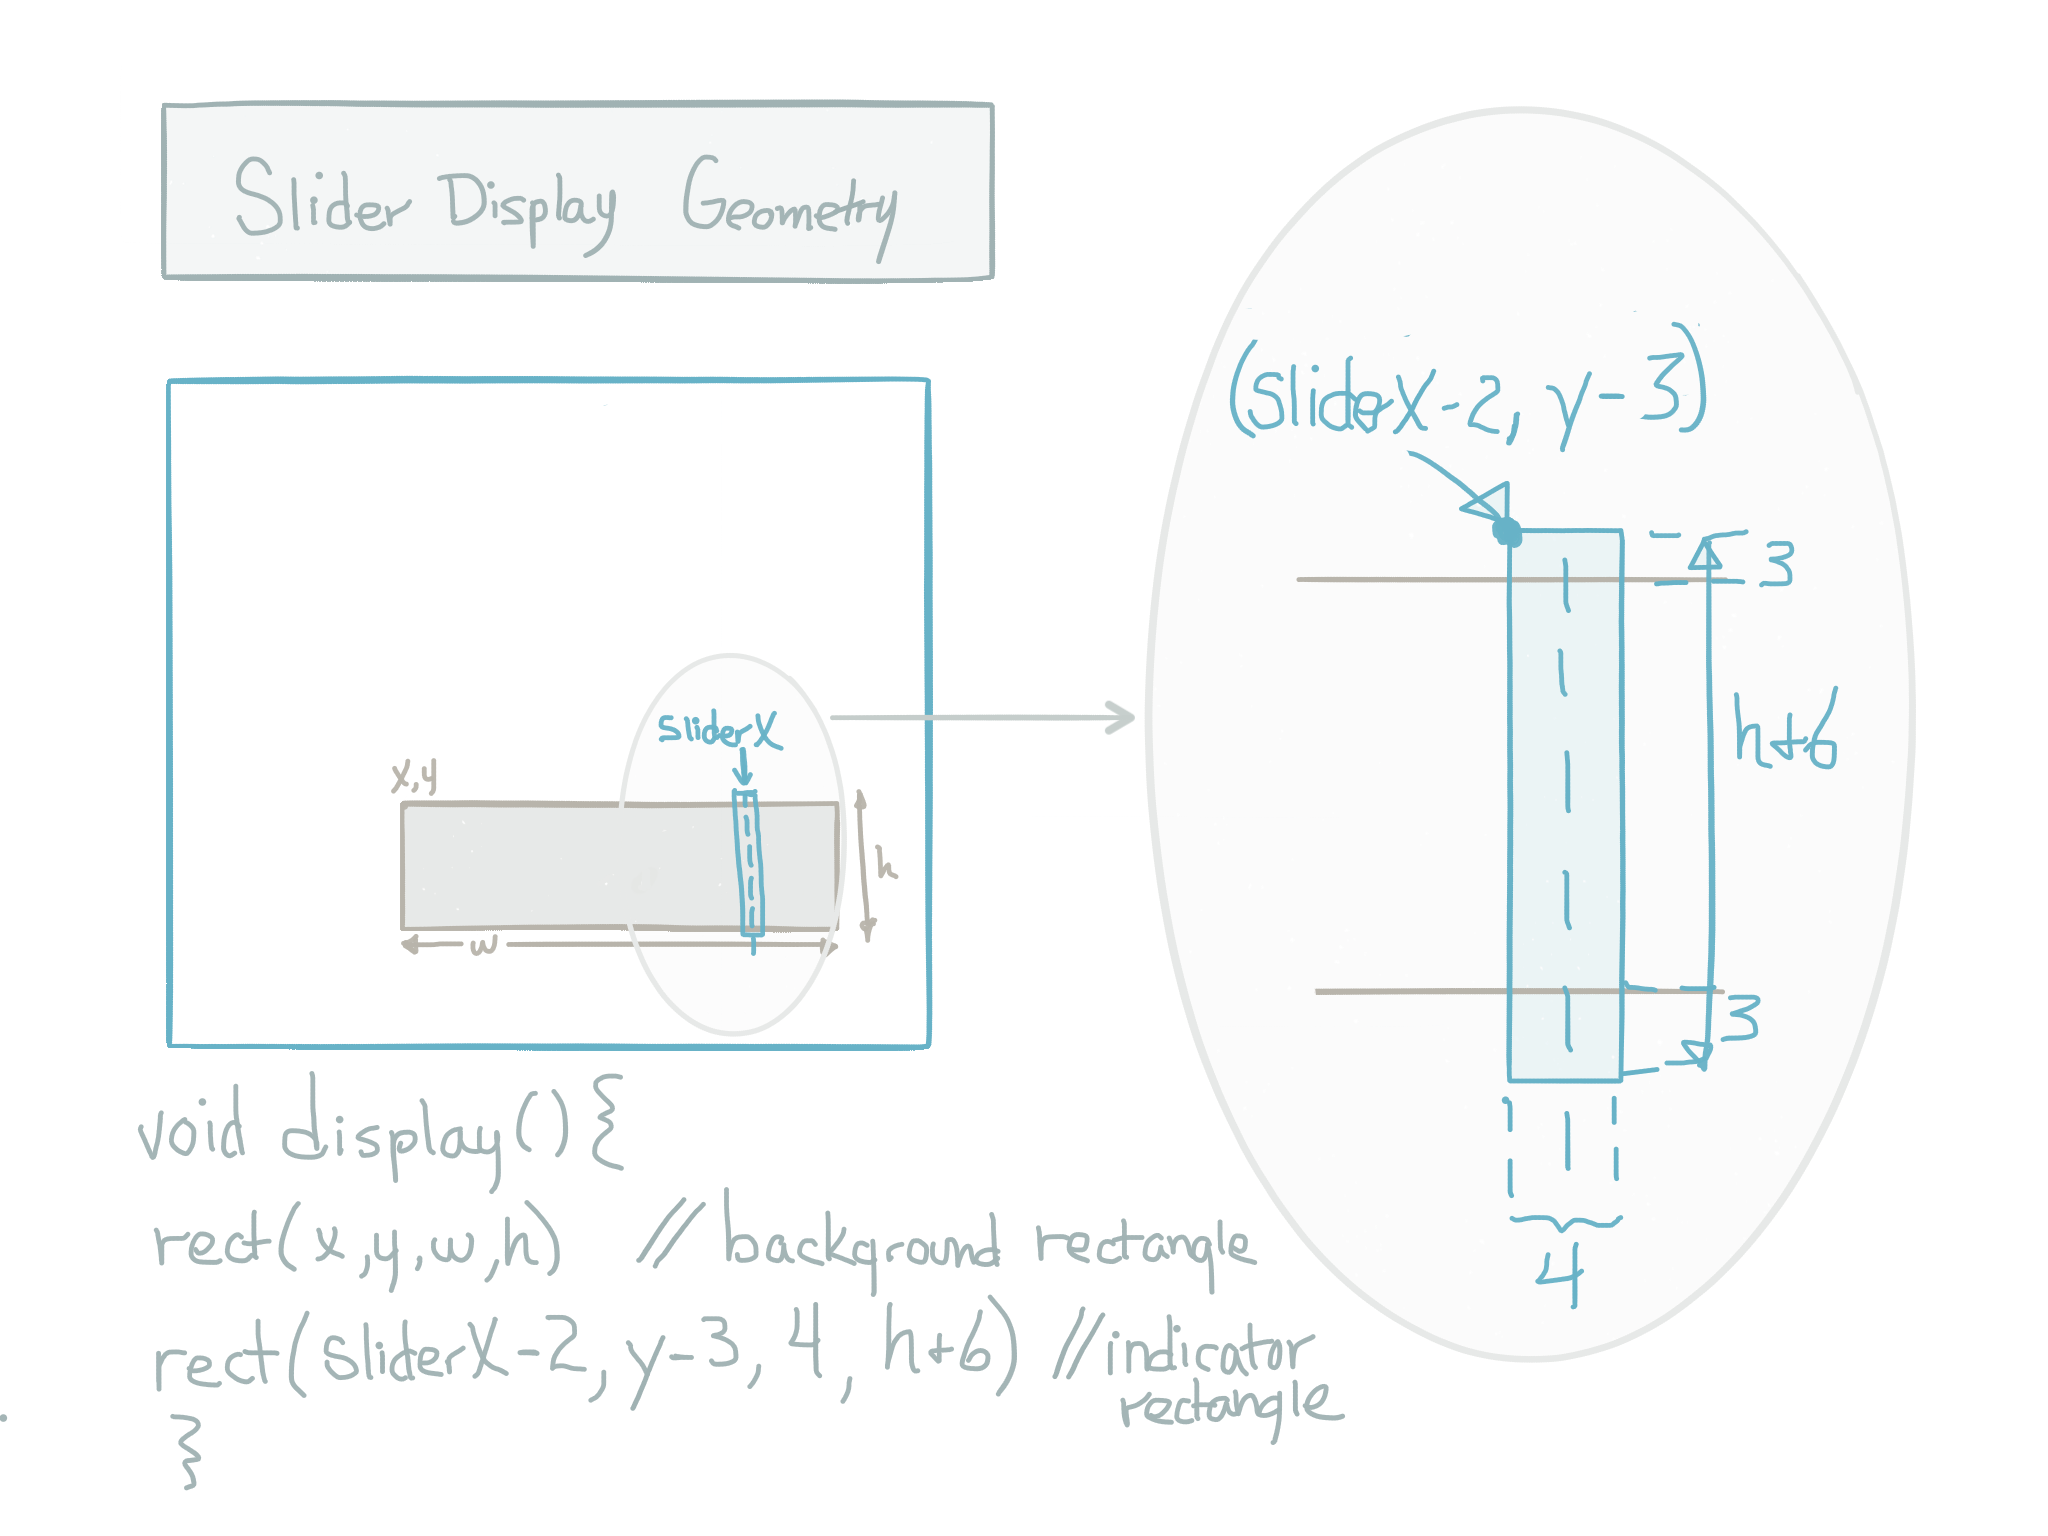 Slider Display Geometry
sliderX
x,y
h
w
(sliderX-2, y-3)
3
h+6
3
4
void display(){
rect(x,y,w,h) // background rectangle
rect(sliderX-2, y-3, 4, h+6) //indicator
rectangle
}